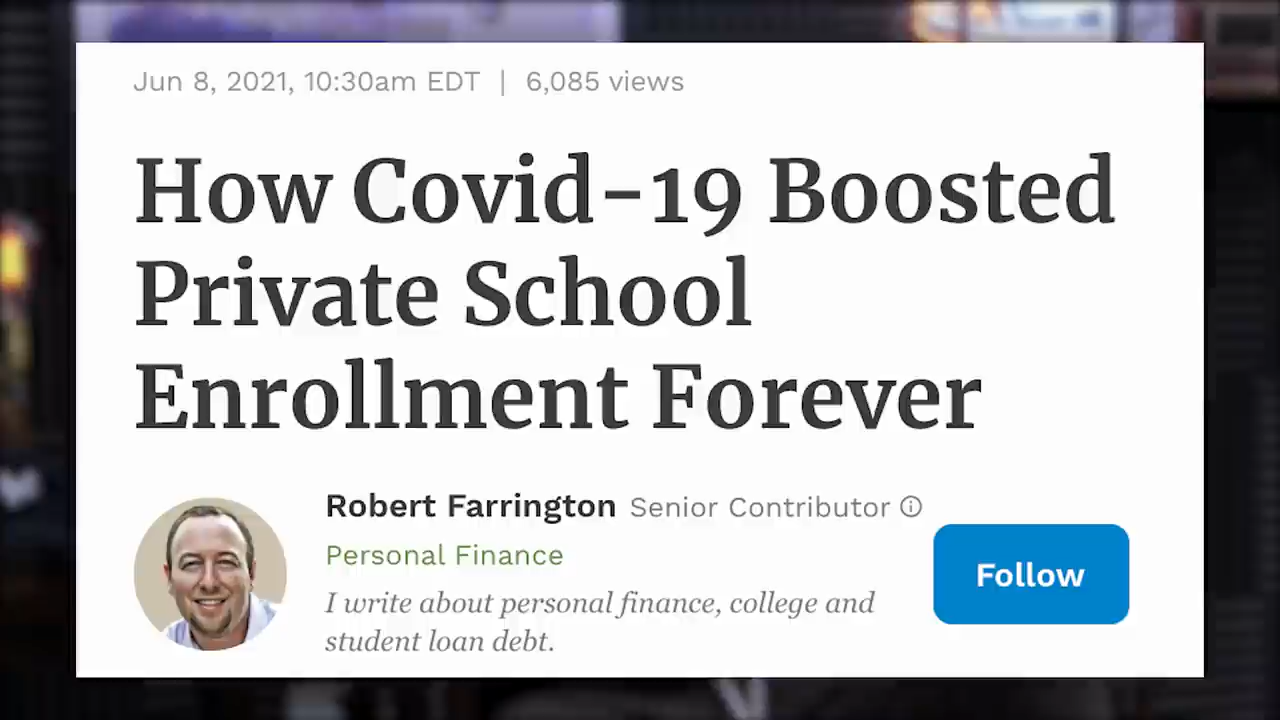 Jun 8, 2021, 10:30am EDT | 6,085 views
How Covid-19 Boosted
Private School
Enrollment Forever
Robert Farrington Senior Contributor
Personal Finance
I write about personal finance, college and
student loan debt.
Follow